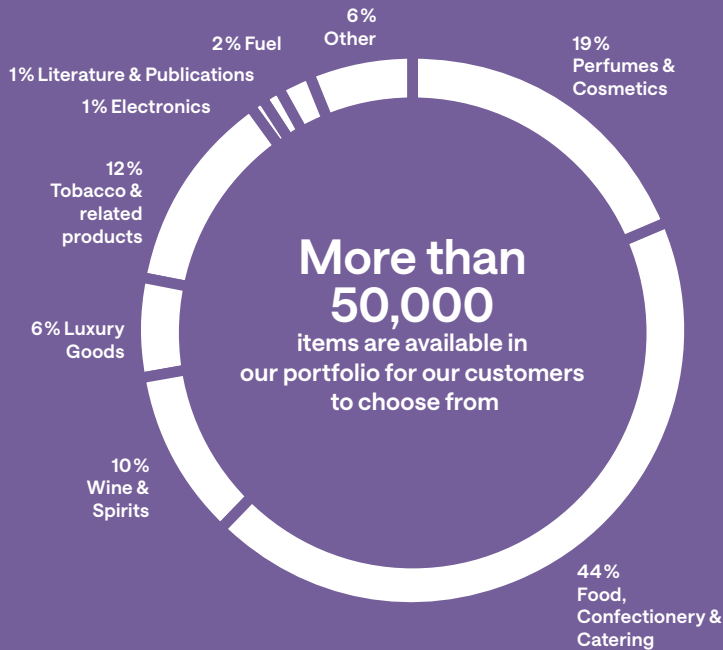 6%
Other
2% Fuel
1% Literature & Publications
1% Electronics
12%
Tobacco &
related
products
6% Luxury
Goods
10%
Wine &
Spirits
19%
Perfumes &
Cosmetics
More than
50,000
items are available in
our portfolio for our customers
to choose from
44%
Food,
Confectionery &
Catering